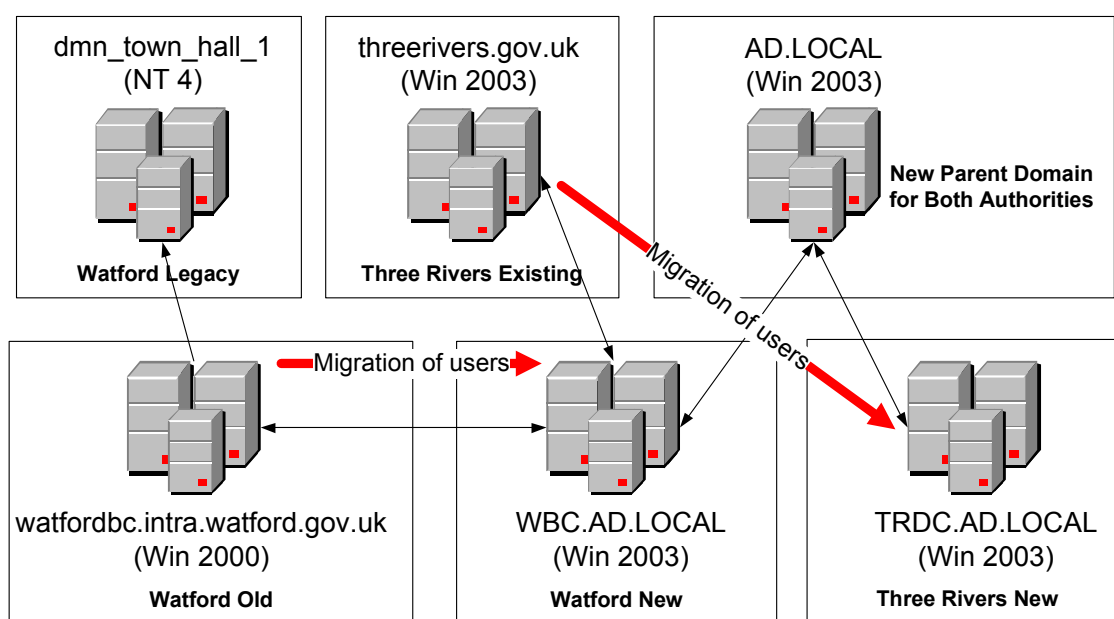 dmn_town_hall_1
(NT 4)
Watford Legacy
threerivers.gov.uk
(Win 2003)
Three Rivers Existing
AD.LOCAL
(Win 2003)
New Parent Domain
for Both Authorities
Migration of users
Migration of users
watfordbc.intra.watford.gov.uk
(Win 2000)
Watford Old
WBC.AD.LOCAL
(Win 2003)
Watford New
TRDC.AD.LOCAL
(Win 2003)
Three Rivers New